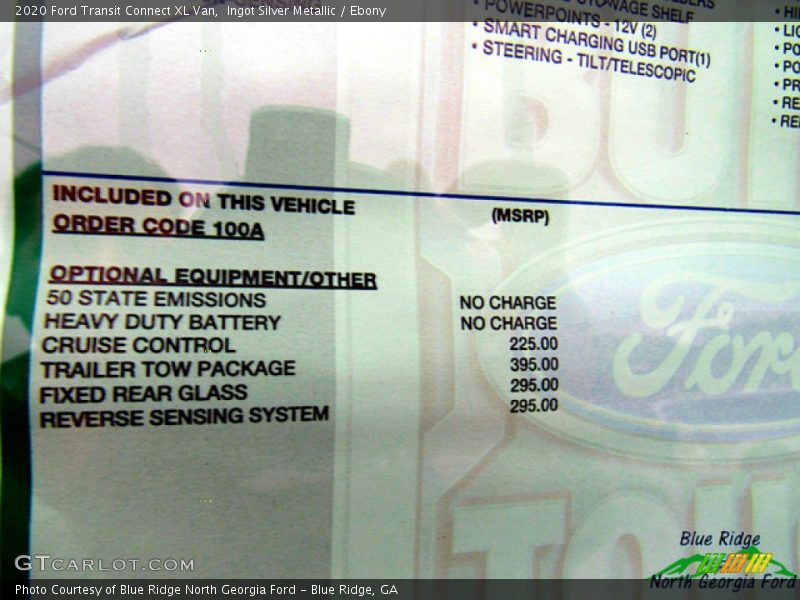 2020 Ford Transit Connect XL Van, Ingot Silver Metallic / Ebony
STOWAGE SHELF
• POWERPOINTS - 12V (2)
• SMART CHARGING USB PORT(1)
• STEERING - TILT/TELESCOPIC
INCLUDED ON THIS VEHICLE (MSRP)
ORDER CODE 100A
OPTIONAL EQUIPMENT/OTHER
50 STATE EMISSIONS NO CHARGE
HEAVY DUTY BATTERY NO CHARGE
CRUISE CONTROL 225.00
TRAILER TOW PACKAGE 395.00
FIXED REAR GLASS 295.00
REVERSE SENSING SYSTEM 295.00
Ford
GTCARLOT.COM
Blue Ridge
North Georgia Ford
Photo Courtesy of Blue Ridge North Georgia Ford – Blue Ridge, GA